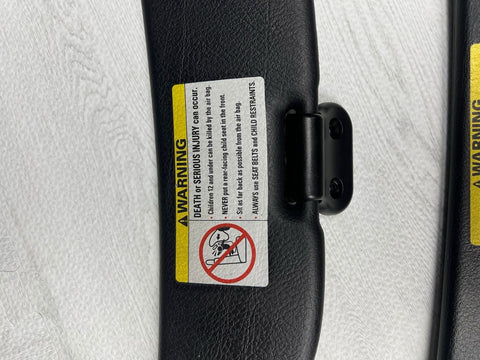 WARNING
DEATH or SERIOUS INJURY can occur.
• Children 12 and under can be killed by the air bag.
• NEVER put a rear-facing child seat in the front.
• Sit as far back as possible from the air bag.
• ALWAYS use SEAT BELTS and CHILD RESTRAINTS.